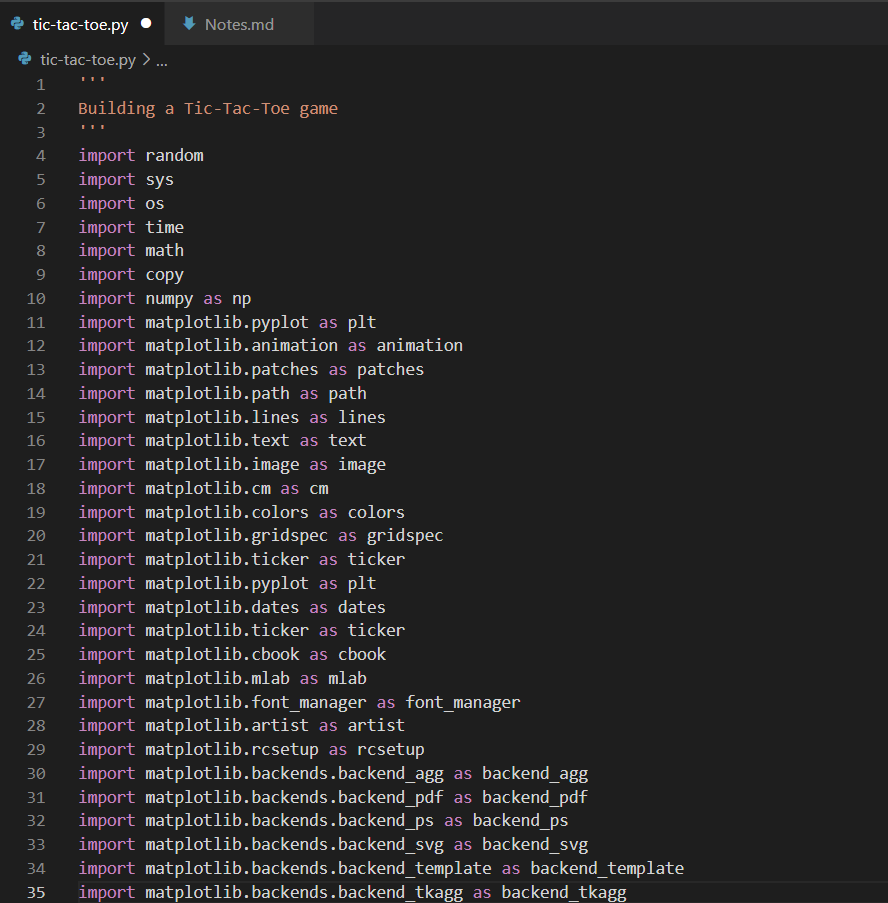 tic-tac-toe.py Notes.md
tic-tac-toe.py > ...
1 '''
2 Building a Tic-Tac-Toe game
3 '''
4 import random
5 import sys
6 import os
7 import time
8 import math
9 import copy
10 import numpy as np
11 import matplotlib.pyplot as plt
12 import matplotlib.animation as animation
13 import matplotlib.patches as patches
14 import matplotlib.path as path
15 import matplotlib.lines as lines
16 import matplotlib.text as text
17 import matplotlib.image as image
18 import matplotlib.cm as cm
19 import matplotlib.colors as colors
20 import matplotlib.gridspec as gridspec
21 import matplotlib.ticker as ticker
22 import matplotlib.pyplot as plt
23 import matplotlib.dates as dates
24 import matplotlib.ticker as ticker
25 import matplotlib.cbook as cbook
26 import matplotlib.mlab as mlab
27 import matplotlib.font_manager as font_manager
28 import matplotlib.artist as artist
29 import matplotlib.rcsetup as rcsetup
30 import matplotlib.backends.backend_agg as backend_agg
31 import matplotlib.backends.backend_pdf as backend_pdf
32 import matplotlib.backends.backend_ps as backend_ps
33 import matplotlib.backends.backend_svg as backend_svg
34 import matplotlib.backends.backend_template as backend_template
35 import matplotlib.backends.backend_tkagg as backend_tkagg